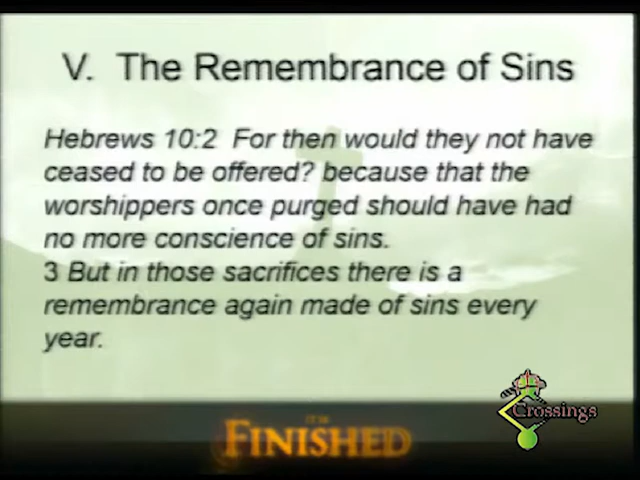 V. The Remembrance of Sins
Hebrews 10:2 For then would they not have
ceased to be offered? because that the
worshippers once purged should have had
no more conscience of sins.
3 But in those sacrifices there is a
remembrance again made of sins every
year.
Crossings
IT IS
FINISHED